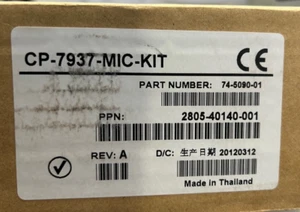 CP-7937-MIC-KIT CE
PART NUMBER: 74-5090-01
PPN: 2805-40140-001
REV: A D/C: 生产日期 20120312
Made in Thailand